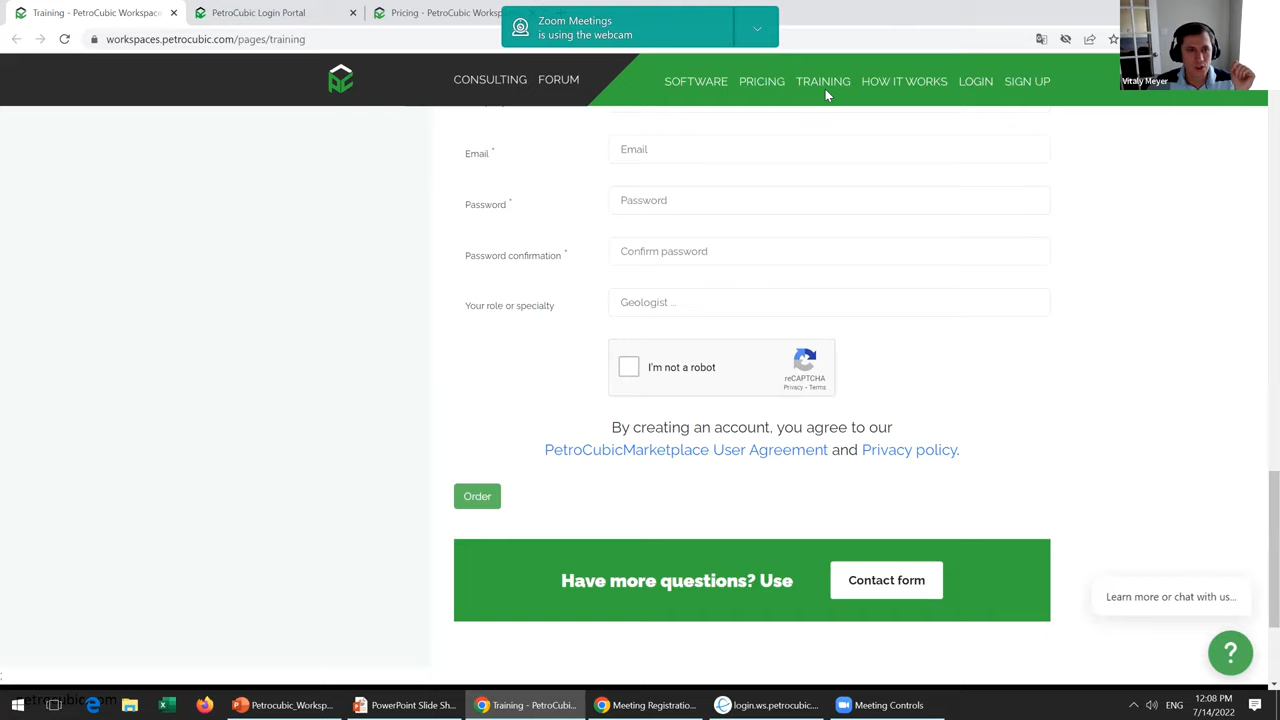 Training - PetroCubic Workspac
PetroCubic Login Portal
Pricing - PetroCubic Workspaces
Zoom Meetings
is using the webcam
workspaces.petrocubic.com/pages/training
Vitaly Meyer
CONSULTING FORUM
SOFTWARE PRICING TRAINING HOW IT WORKS LOGIN SIGN UP
Email *
Email
Password *
Password
Password confirmation *
Confirm password
Your role or specialty
Geologist ...
I'm not a robot
reCAPTCHA
Privacy - Terms
By creating an account, you agree to our
PetroCubicMarketplace User Agreement and Privacy policy.
Order
Have more questions? Use
Contact form
Learn more or chat with us...
?
Petrocubic_Worksp...
PowerPoint Slide Sh...
Training - PetroCubi...
Meeting Registratio...
login.ws.petrocubic....
Meeting Controls
ENG
12:08 PM
7/14/2022